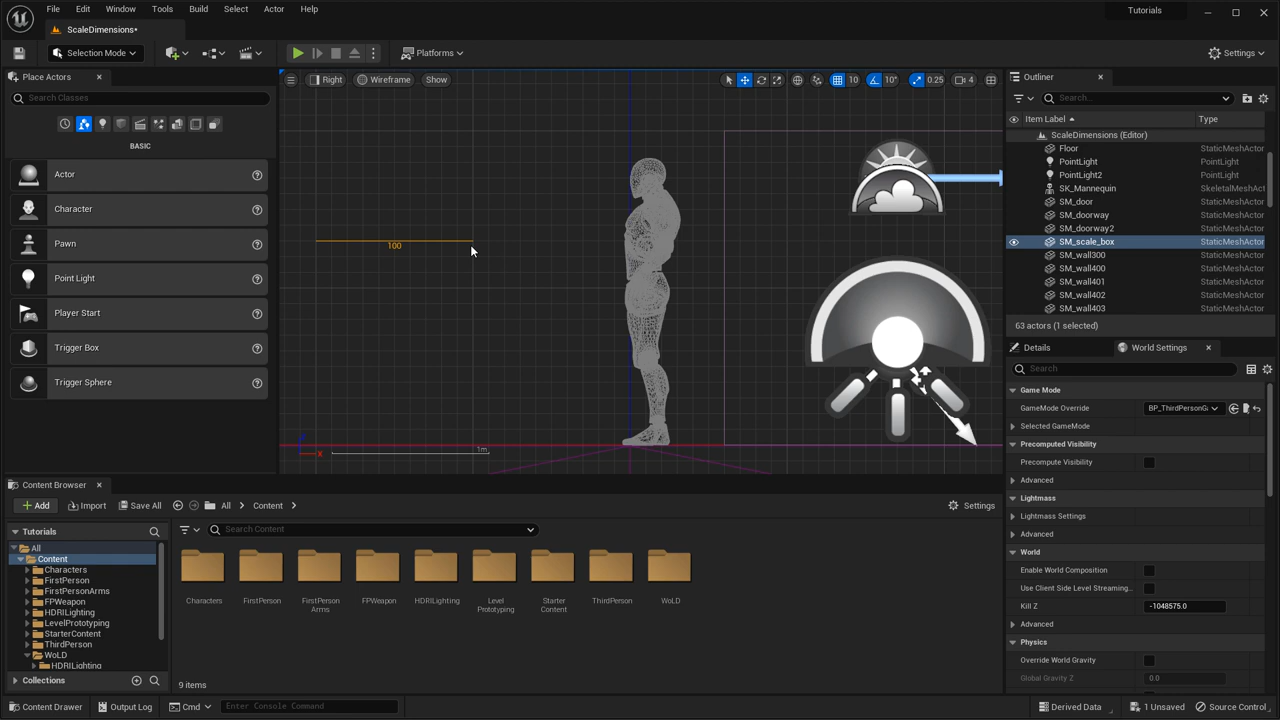 File Edit Window Tools Build Select Actor Help
Tutorials
ScaleDimensions*
Selection Mode
Platforms
Settings
Place Actors
Search Classes
BASIC
Actor
Character
Pawn
Point Light
Player Start
Trigger Box
Trigger Sphere
Right Wireframe Show
10 10° 0.25 4
100
1m
X
Outliner
Search...
Item Label Type
ScaleDimensions (Editor)
Floor StaticMeshActor
PointLight PointLight
PointLight2 PointLight
SK_Mannequin SkeletalMeshAct
SM_door StaticMeshActor
SM_doorway StaticMeshActor
SM_doorway2 StaticMeshActor
SM_scale_box StaticMeshActor
SM_wall300 StaticMeshActor
SM_wall400 StaticMeshActor
SM_wall401 StaticMeshActor
SM_wall402 StaticMeshActor
SM_wall403 StaticMeshActor
63 actors (1 selected)
Details World Settings
Search
Game Mode
GameMode Override BP_ThirdPersonG
Selected GameMode
Precomputed Visibility
Precompute Visibility
Advanced
Lightmass
Lightmass Settings
Advanced
World
Enable World Composition
Use Client Side Level Streaming...
Kill Z -1048575.0
Advanced
Physics
Override World Gravity
Global Gravity Z 0.0
Content Browser
Add Import Save All All Content Settings
Tutorials
Search Content
All
Content
Characters
FirstPerson
FirstPersonArms
FPWeapon
HDRILighting
LevelPrototyping
StarterContent
ThirdPerson
WoLD
HDRILighting
Collections
Characters
FirstPerson
FirstPerson
Arms
FPWeapon
HDRILighting
Level
Prototyping
Starter
Content
ThirdPerson
WoLD
9 items
Content Drawer Output Log Cmd Enter Console Command Derived Data 1 Unsaved Source Control